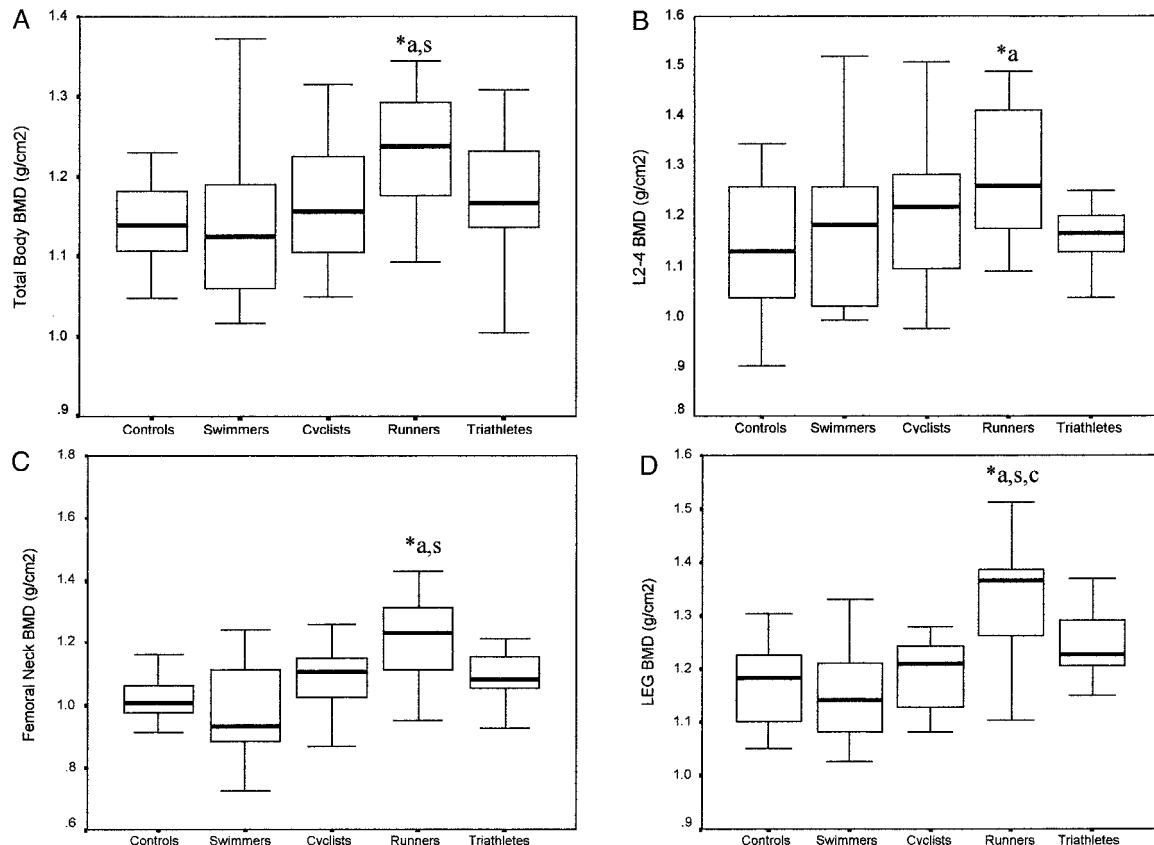 A
Total Body BMD (g/cm2)
1.4
1.3
1.2
1.1
1.0
.9
*a,s
Controls Swimmers Cyclists Runners Triathletes
B
L2-4 BMD (g/cm2)
1.6
1.5
1.4
1.3
1.2
1.1
1.0
.9
.8
*a
Controls Swimmers Cyclists Runners Triathletes
C
Femoral Neck BMD (g/cm2)
1.8
1.6
1.4
1.2
1.0
.8
.6
*a,s
Controls Swimmers Cyclists Runners Triathletes
D
LEG BMD (g/cm2)
1.6
1.5
1.4
1.3
1.2
1.1
1.0
.9
*a,s,c
Controls Swimmers Cyclists Runners Triathletes